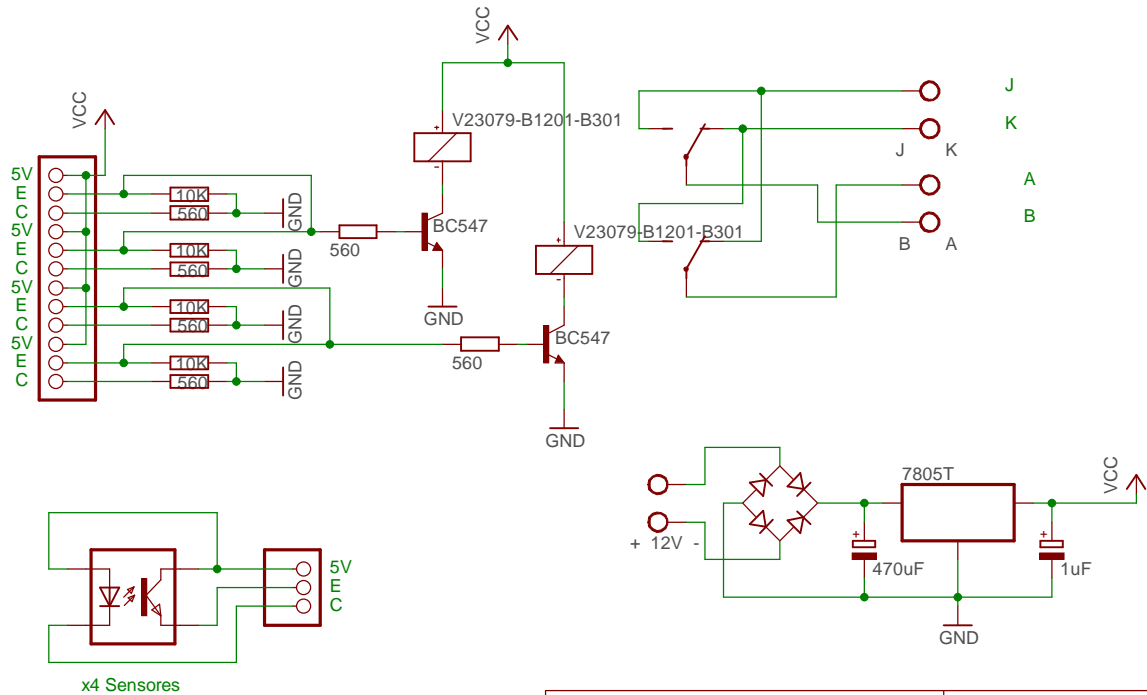 VCC
VCC
V23079-B1201-B301
J
K
J K
A
B
B A
5V
E
C
5V
E
C
5V
E
C
5V
E
C
10K
560
GND
10K
560
GND
10K
560
GND
10K
560
GND
560
BC547
GND
V23079-B1201-B301
560
BC547
GND
7805T
VCC
+ 12V -
+
470uF
+
1uF
GND
5V
E
C
x4 Sensores